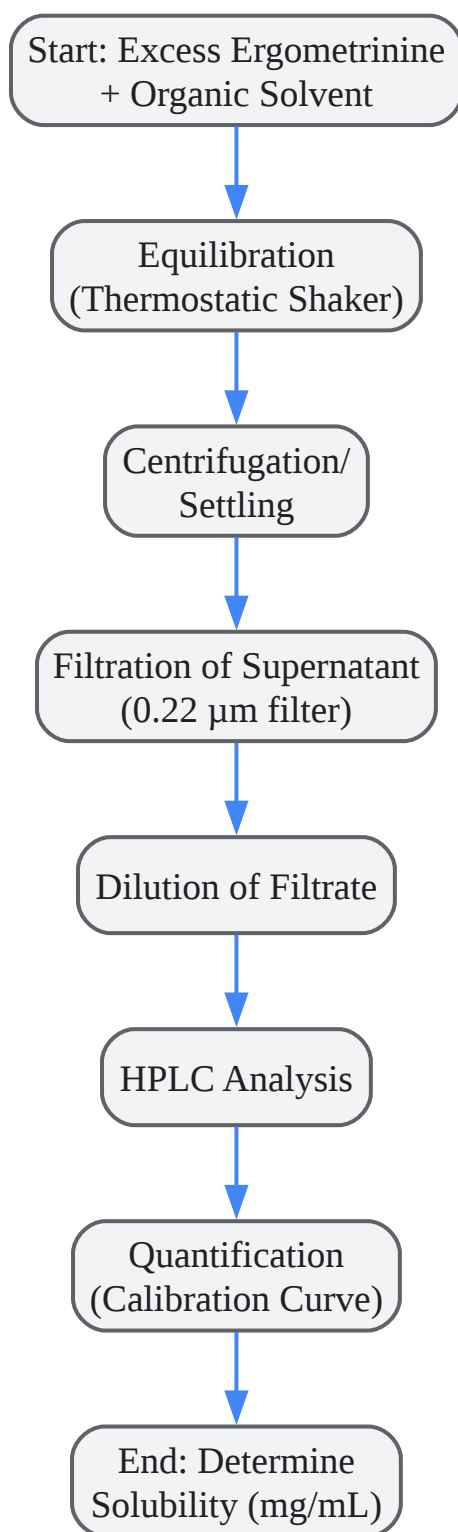 Start: Excess Ergometrinine
+ Organic Solvent
Equilibration
(Thermostatic Shaker)
Centrifugation/
Settling
Filtration of Supernatant
(0.22 µm filter)
Dilution of Filtrate
HPLC Analysis
Quantification
(Calibration Curve)
End: Determine
Solubility (mg/mL)